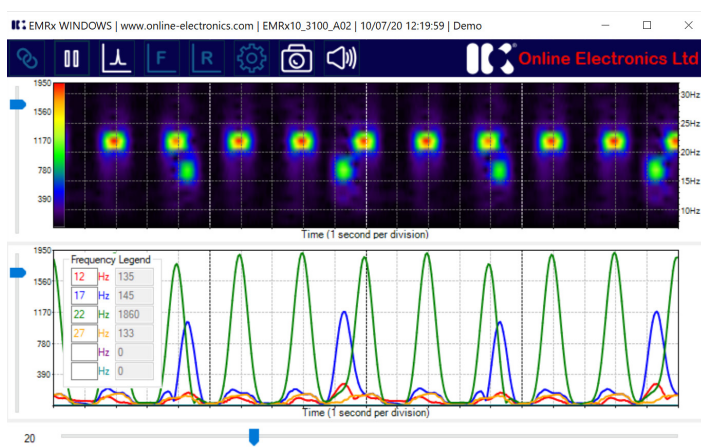 EMRx WINDOWS | www.online-electronics.com | EMRx10_3100_A02 | 10/07/20 12:19:59 | Demo
F R Online Electronics Ltd
1950 30Hz
1560 25Hz
1170 20Hz
780 15Hz
390 10Hz
Time (1 second per division)
1950 Frequency Legend
12 Hz 135
1560 17 Hz 145
1170 22 Hz 1860
27 Hz 133
780 Hz 0
390 Hz 0
Time (1 second per division)
20